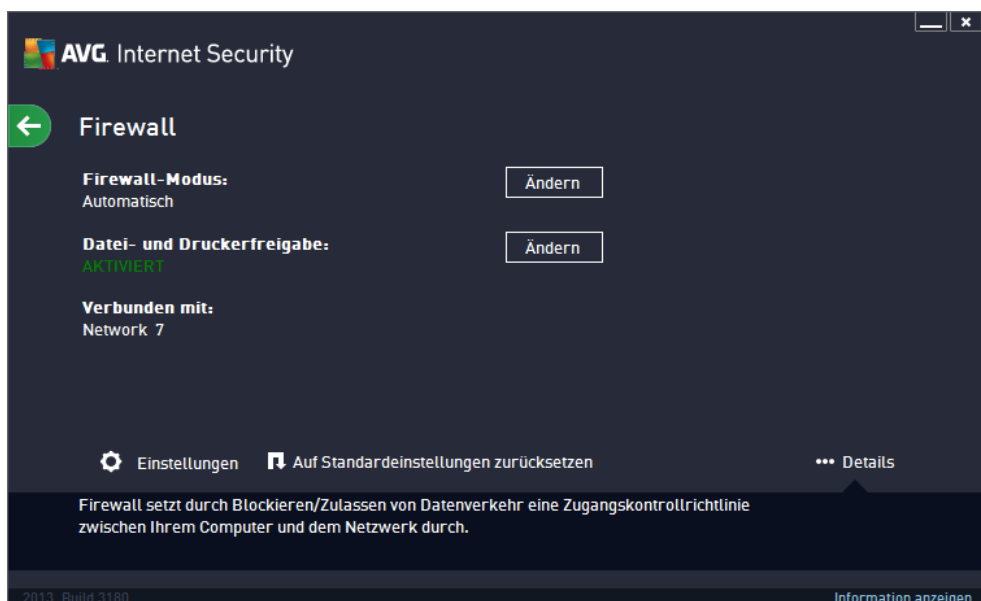 AVG. Internet Security
Firewall
Firewall-Modus:
Automatisch
Ändern
Datei- und Druckerfreigabe:
AKTIVIERT
Ändern
Verbunden mit:
Network 7
Einstellungen
Auf Standardeinstellungen zurücksetzen
Details
Firewall setzt durch Blockieren/Zulassen von Datenverkehr eine Zugangskontrollrichtlinie
zwischen Ihrem Computer und dem Netzwerk durch.
2013. Build 3180
Information anzeigen